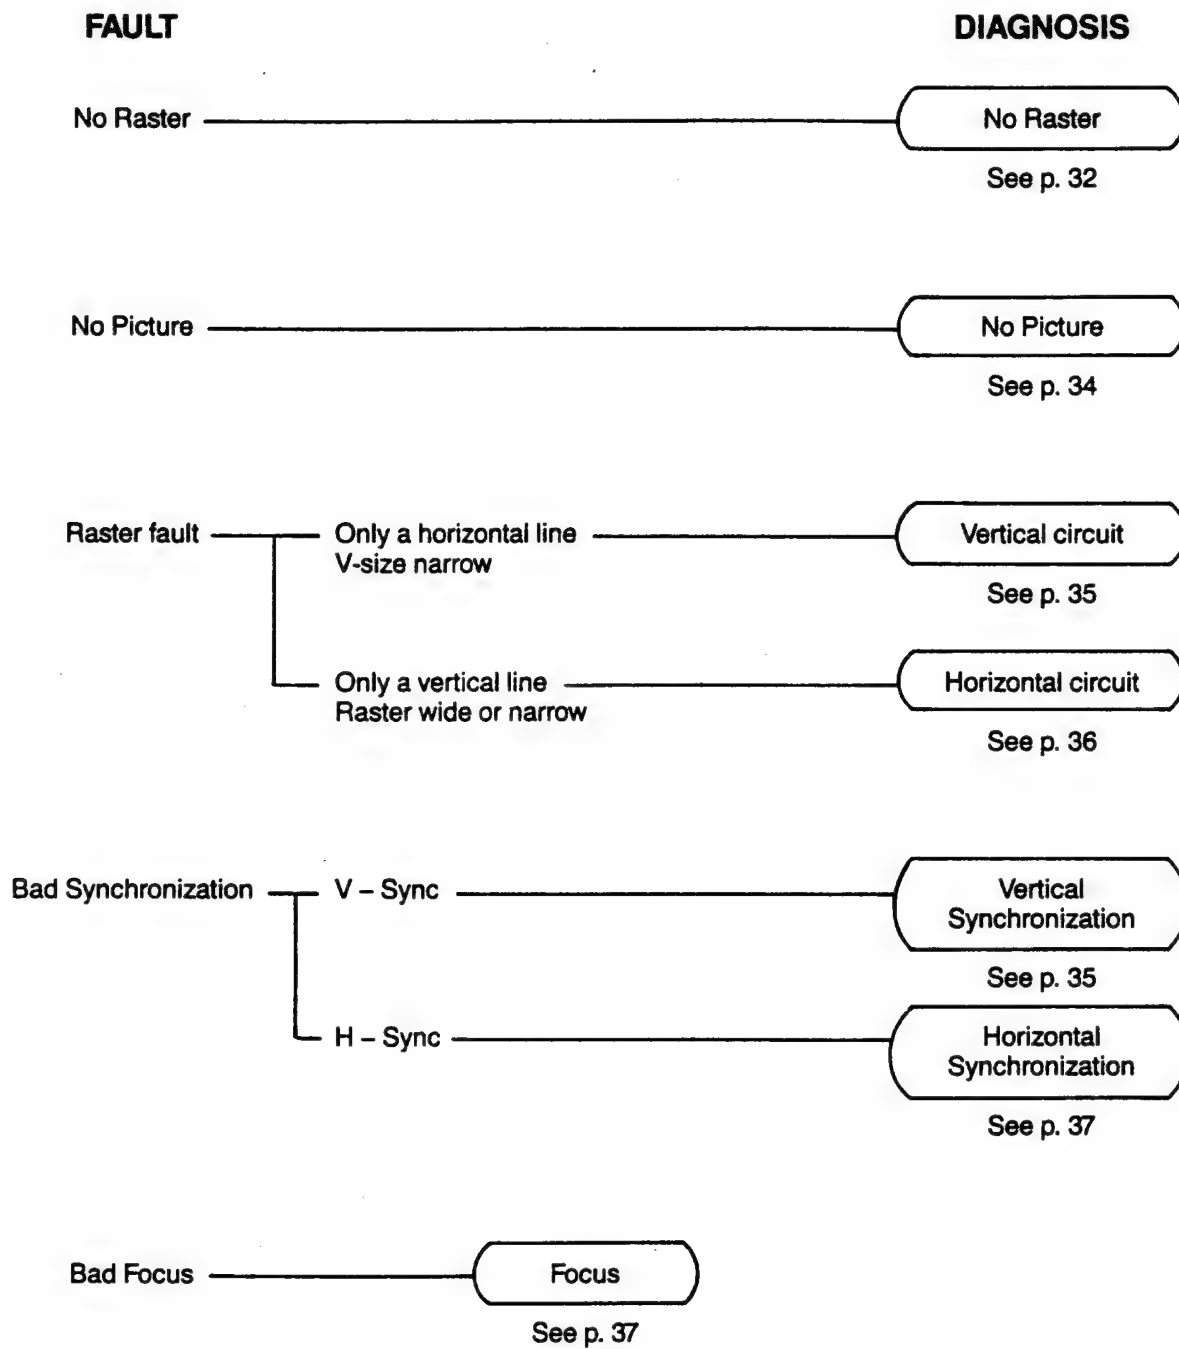 FAULT
DIAGNOSIS
No Raster
No Raster
See p. 32
No Picture
No Picture
See p. 34
Raster fault
Only a horizontal line
V-size narrow
Vertical circuit
See p. 35
Only a vertical line
Raster wide or narrow
Horizontal circuit
See p. 36
Bad Synchronization
V – Sync
Vertical
Synchronization
See p. 35
H – Sync
Horizontal
Synchronization
See p. 37
Bad Focus
Focus
See p. 37